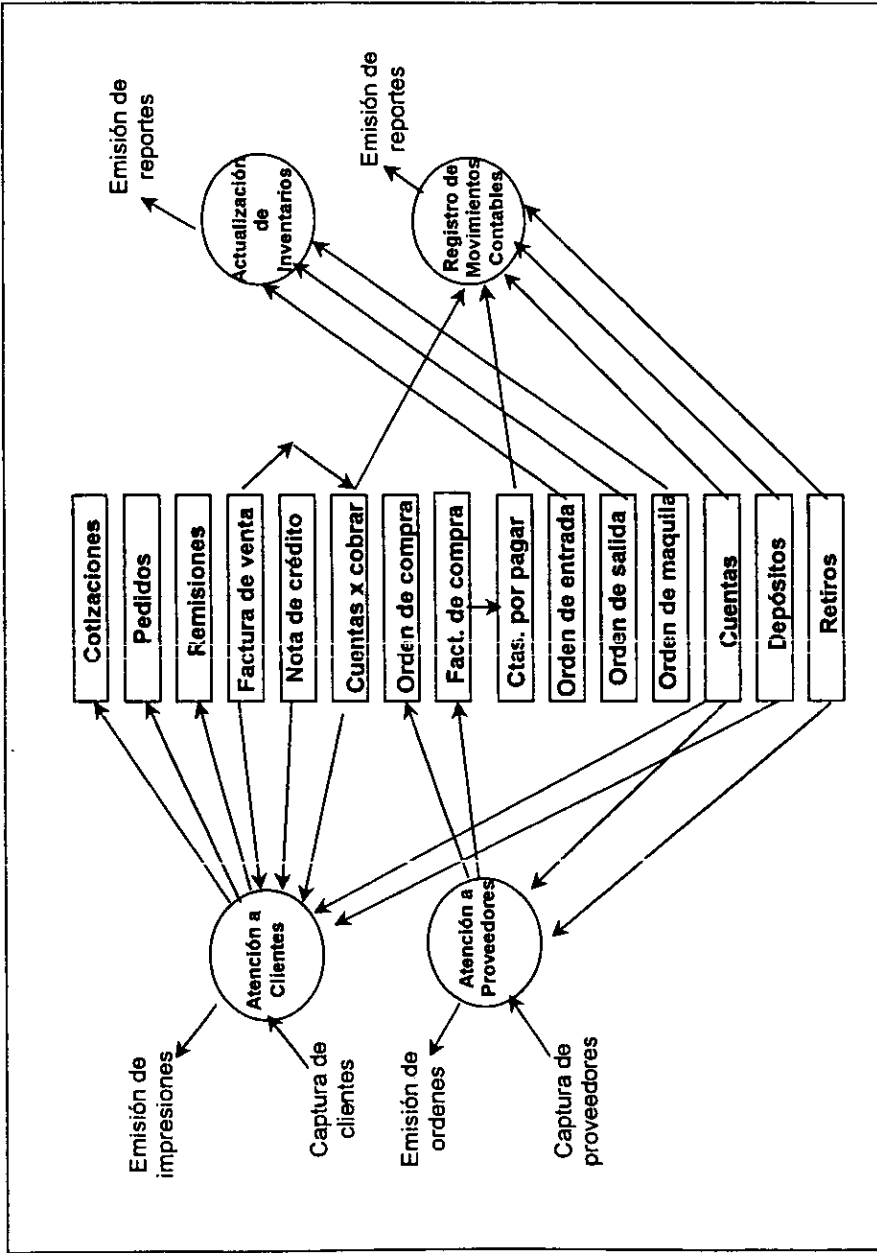 Emisión de
impresiones
Captura de
clientes
Emisión de
ordenes
Captura de
proveedores
Atención a
Clientes
Atención a
Proveedores
Cotizaciones
Pedidos
Remisiones
Factura de venta
Nota de crédito
Cuentas x cobrar
Orden de compra
Fact. de compra
Ctas. por pagar
Orden de entrada
Orden de salida
Orden de maquila
Cuentas
Depósitos
Retiros
Actualización
de
Inventarios
Registro de
Movimientos
Contables
Emisión de
reportes
Emisión de
reportes